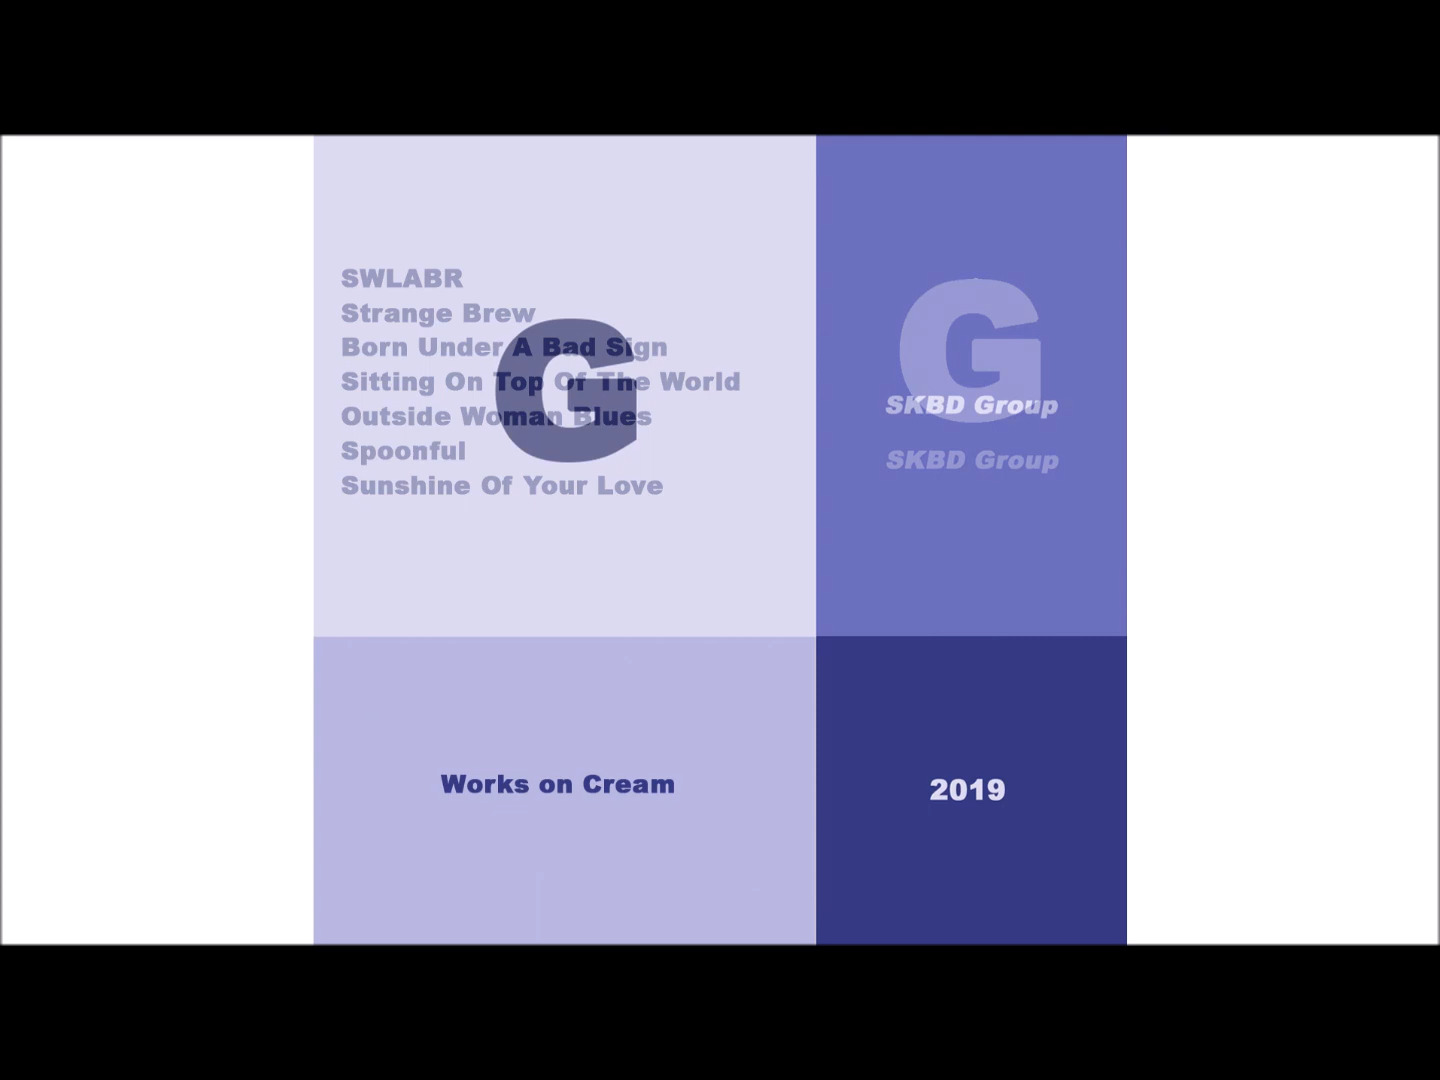 SWLABR
Strange Brew
Born Under A Bad Sign
Sitting On Top Of The World
Outside Woman Blues
Spoonful
Sunshine Of Your Love
G
G
SKBD Group
SKBD Group
Works on Cream
2019